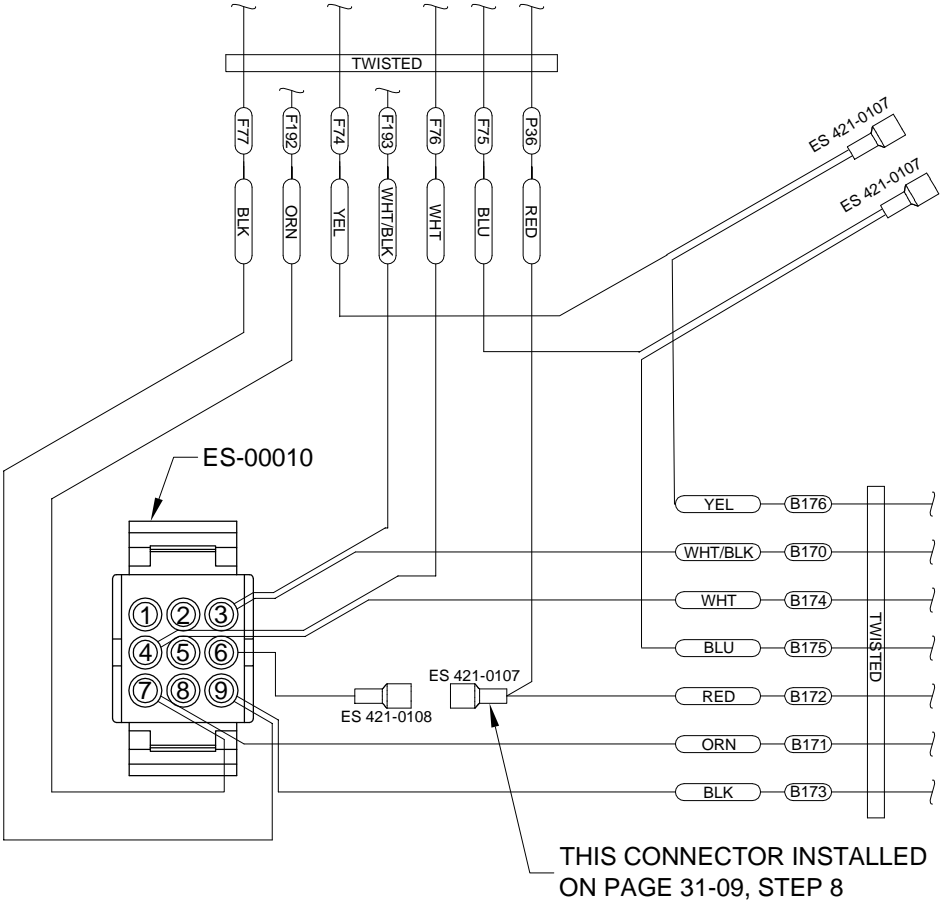 TWISTED
F77
F192
F74
F193
F76
F75
P36
BLK
ORN
YEL
WHT/BLK
WHT
BLU
RED
ES 421-0107
ES 421-0107
ES-00010
1 2 3
4 5 6
7 8 9
ES 421-0108
ES 421-0107
YEL B176
WHT/BLK B170
WHT B174
BLU B175
RED B172
ORN B171
BLK B173
TWISTED
THIS CONNECTOR INSTALLED
ON PAGE 31-09, STEP 8